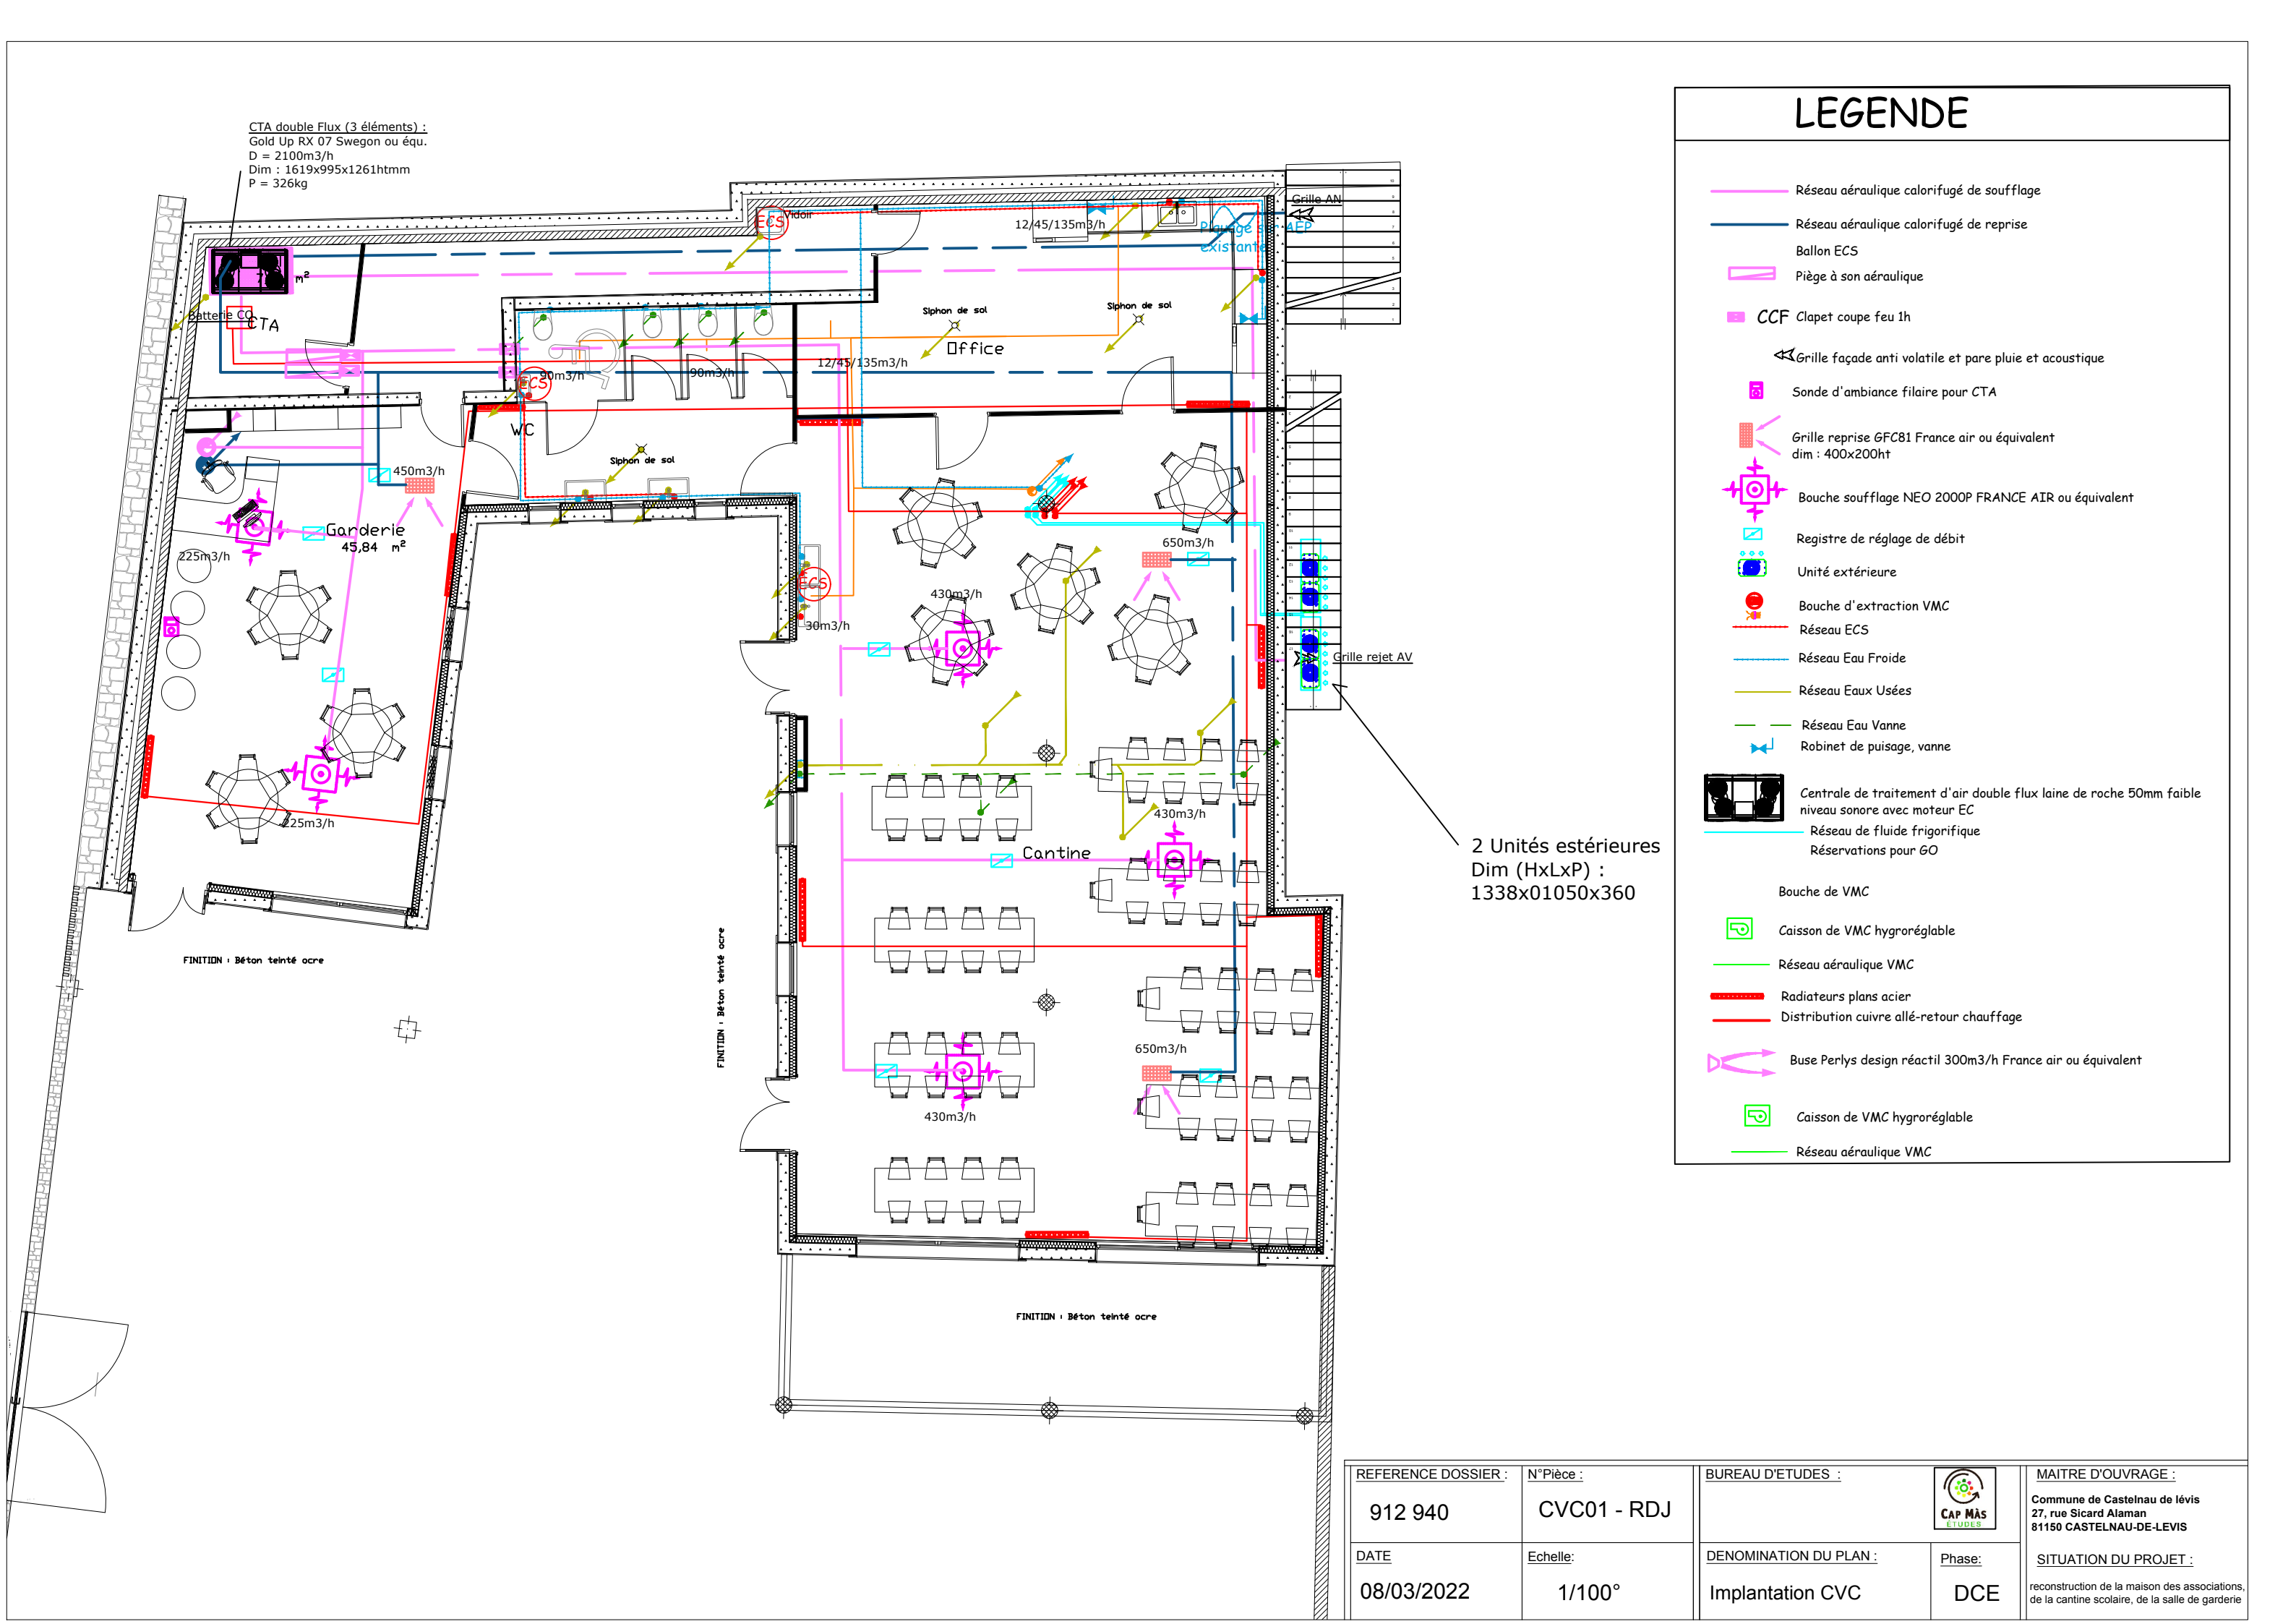 CTA double Flux (3 éléments) :
Gold Up RX 07 Swegon ou équ.
D = 2100m3/h
Dim : 1619x995x1261htmm
P = 326kg
m²
Batterie CO
CTA
ECS
Vidoir
12/45/135m3/h
Grille AN
Piquage sur AEP
existante
Siphon de sol
Siphon de sol
Office
12/45/135m3/h
90m3/h
90m3/h
ECS
WC
Siphon de sol
450m3/h
Garderie
45,84 m²
225m3/h
225m3/h
ECS
30m3/h
430m3/h
650m3/h
Grille rejet AV
430m3/h
Cantine
2 Unités estérieures
Dim (HxLxP) :
1338x01050x360
650m3/h
430m3/h
FINITION : Béton teinté ocre
FINITION : Béton teinté ocre
FINITION : Béton teinté ocre
LEGENDE
Réseau aéraulique calorifugé de soufflage
Réseau aéraulique calorifugé de reprise
Ballon ECS
Piège à son aéraulique
CCF Clapet coupe feu 1h
Grille façade anti volatile et pare pluie et acoustique
Sonde d'ambiance filaire pour CTA
Grille reprise GFC81 France air ou équivalent
dim : 400x200ht
Bouche soufflage NEO 2000P FRANCE AIR ou équivalent
Registre de réglage de débit
Unité extérieure
Bouche d'extraction VMC
Réseau ECS
Réseau Eau Froide
Réseau Eaux Usées
Réseau Eau Vanne
Robinet de puisage, vanne
Centrale de traitement d'air double flux laine de roche 50mm faible
niveau sonore avec moteur EC
Réseau de fluide frigorifique
Réservations pour GO
Bouche de VMC
Caisson de VMC hygroréglable
Réseau aéraulique VMC
Radiateurs plans acier
Distribution cuivre allé-retour chauffage
Buse Perlys design réactil 300m3/h France air ou équivalent
Caisson de VMC hygroréglable
Réseau aéraulique VMC
REFERENCE DOSSIER :
912 940
N°Pièce :
CVC01 - RDJ
BUREAU D'ETUDES :
CAP MÀS
ÉTUDES
MAITRE D'OUVRAGE :
Commune de Castelnau de lévis
27, rue Sicard Alaman
81150 CASTELNAU-DE-LEVIS
DATE
08/03/2022
Echelle:
1/100°
DENOMINATION DU PLAN :
Implantation CVC
Phase:
DCE
SITUATION DU PROJET :
reconstruction de la maison des associations,
de la cantine scolaire, de la salle de garderie